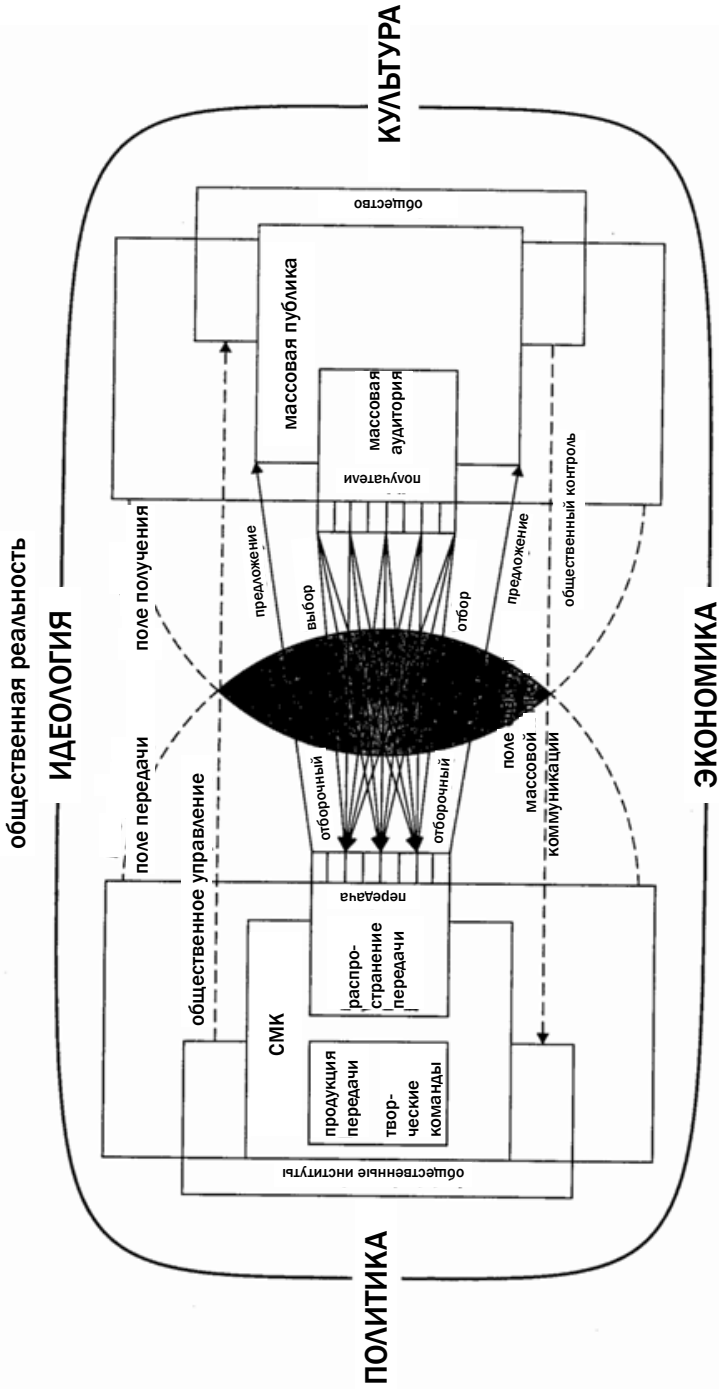 общественная реальность
ИДЕОЛОГИЯ
поле передачи
поле получения
общественное управление
общественные институты
СМК
продукция
передачи
твор-
ческие
команды
распро-
странение
передачи
передача
отборочный
отборочный
предложение
выбор
отбор
предложение
поле
массовой
коммуникаций
общественный контроль
получатели
массовая
аудитория
массовая публика
общество
ПОЛИТИКА
КУЛЬТУРА
ЭКОНОМИКА